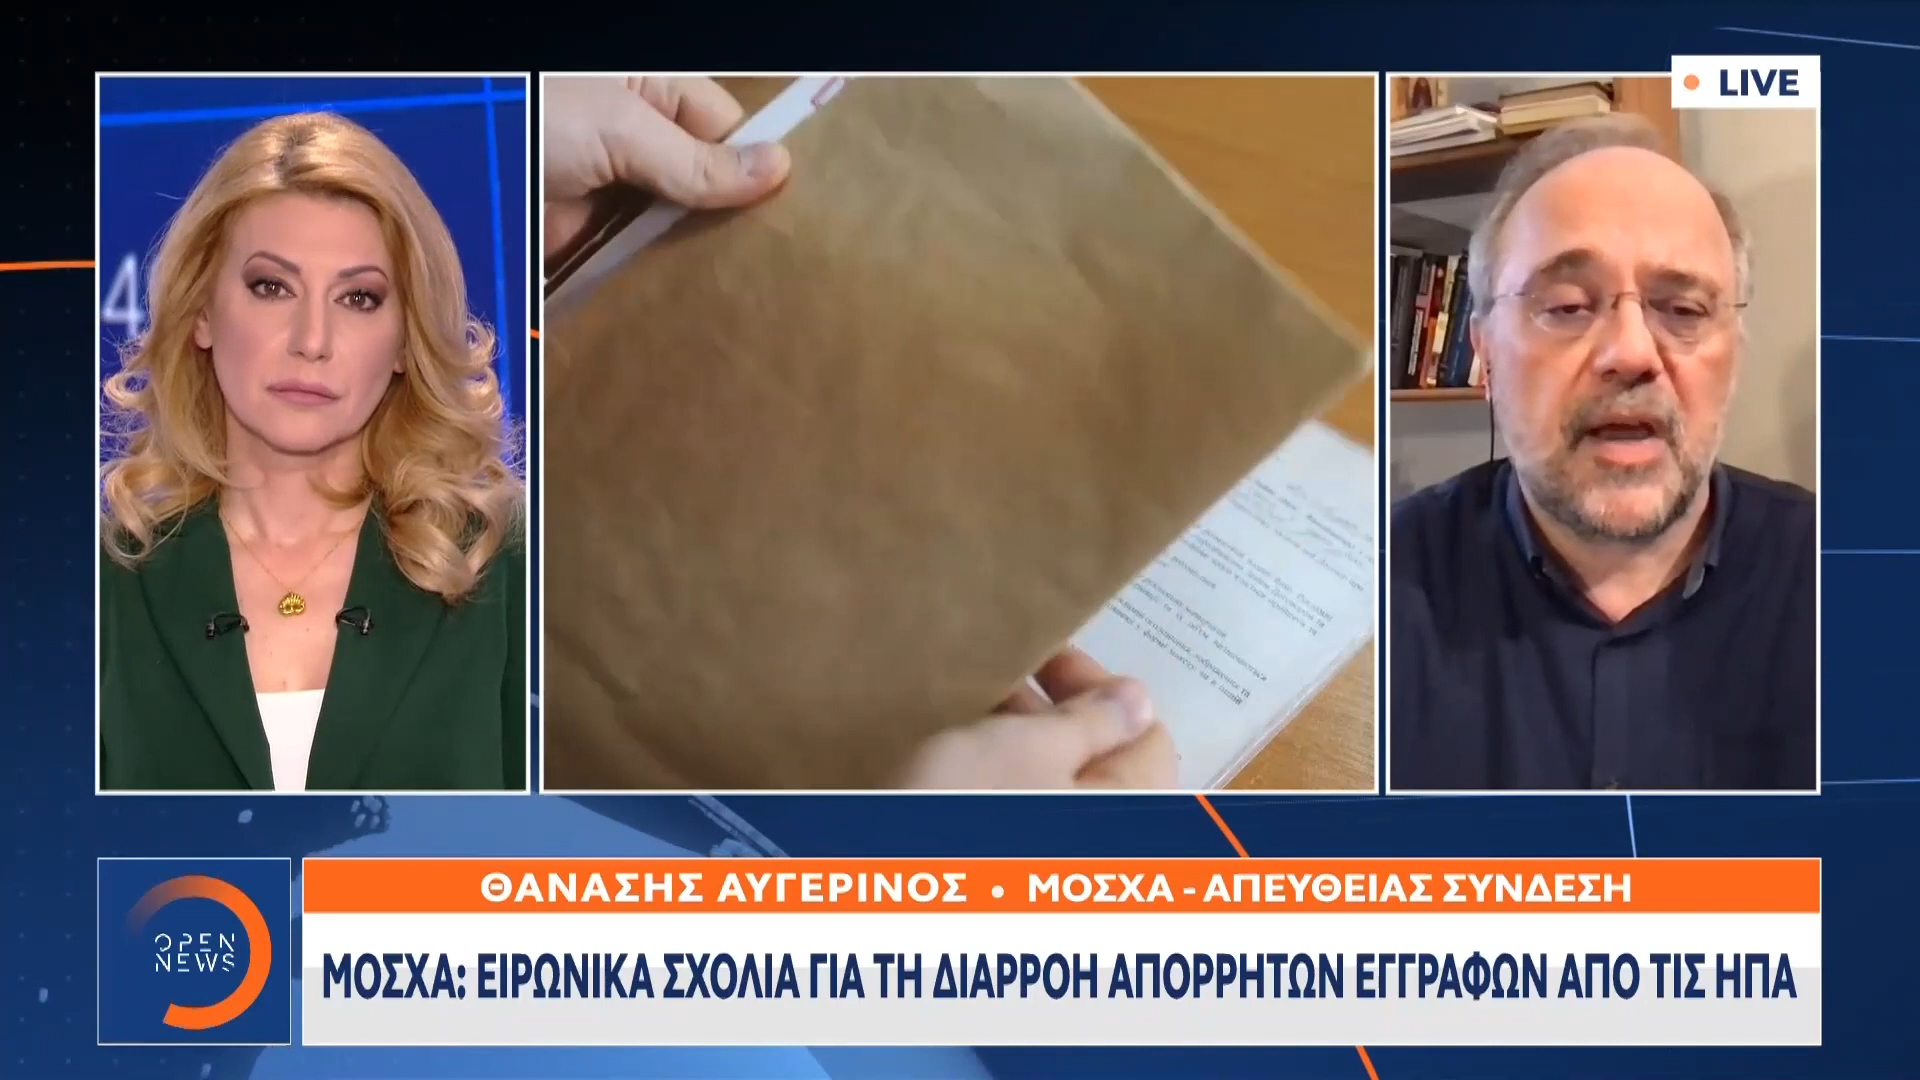 LIVE
4
ΘΑΝΑΣΗΣ ΑΥΓΕΡΙΝΟΣ • ΜΟΣΧΑ - ΑΠΕΥΘΕΙΑΣ ΣΥΝΔΕΣΗ
OPEN
NEWS
ΜΟΣΧΑ: ΕΙΡΩΝΙΚΑ ΣΧΟΛΙΑ ΓΙΑ ΤΗ ΔΙΑΡΡΟΗ ΑΠΟΡΡΗΤΩΝ ΕΓΓΡΑΦΩΝ ΑΠΟ ΤΙΣ ΗΠΑ